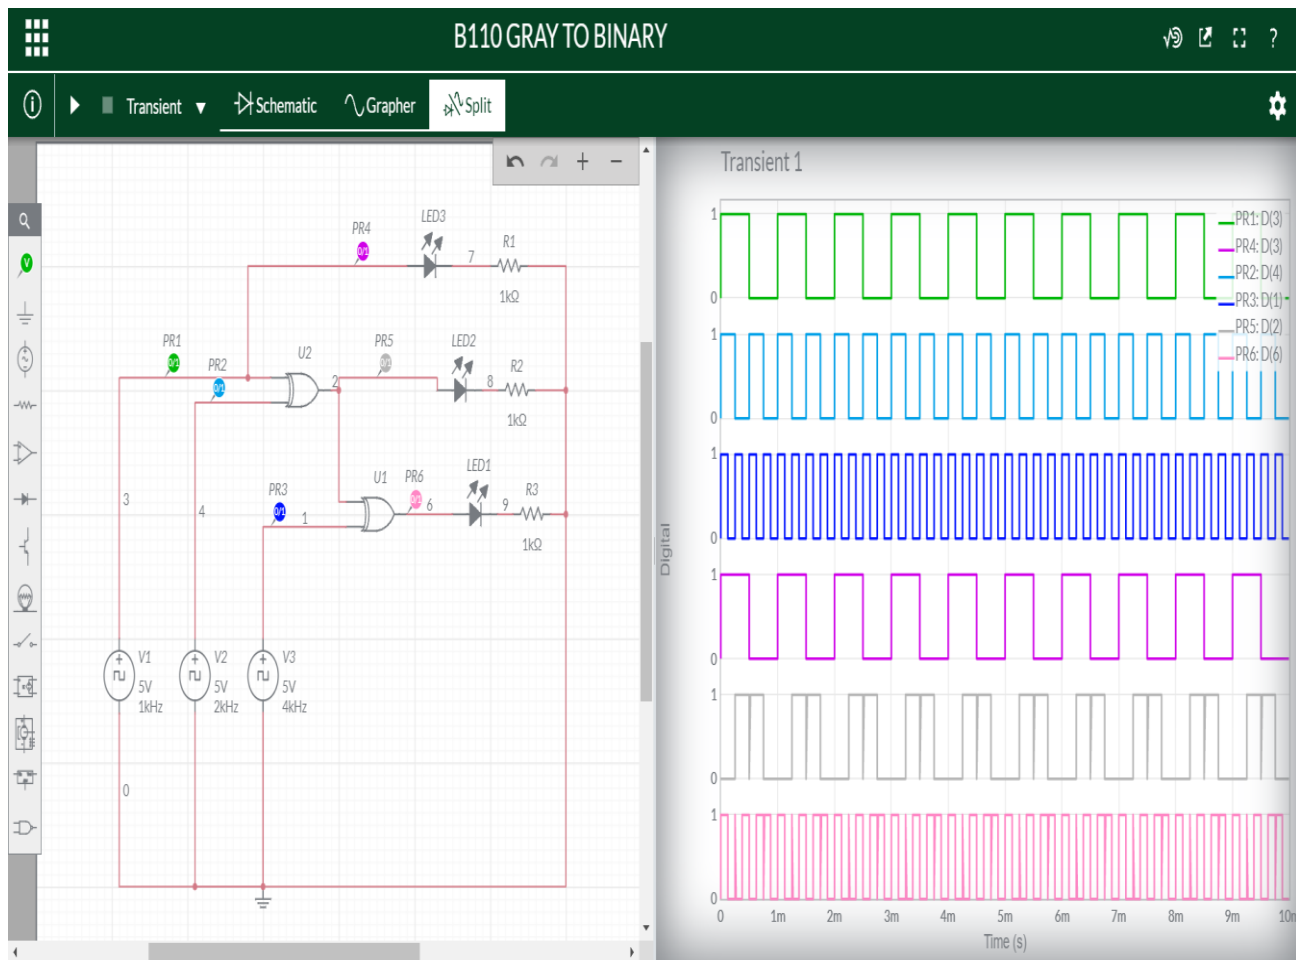 B110 GRAY TO BINARY
?
Transient
Schematic
Grapher
Split
Transient 1
LED3
PR4
7
R1
1kΩ
PR1
PR2
U2
PR5
LED2
2
8
R2
1kΩ
PR3
1
U1
PR6
6
LED1
9
R3
1kΩ
3
4
V1
5V
1kHz
V2
5V
2kHz
V3
5V
4kHz
0
Digital
PR1: D(3)
PR4: D(3)
PR2: D(4)
PR3: D(1)
PR5: D(2)
PR6: D(6)
1
0
1
0
1
0
1
0
1
0
1
0
0 1m 2m 3m 4m 5m 6m 7m 8m 9m 10m
Time (s)